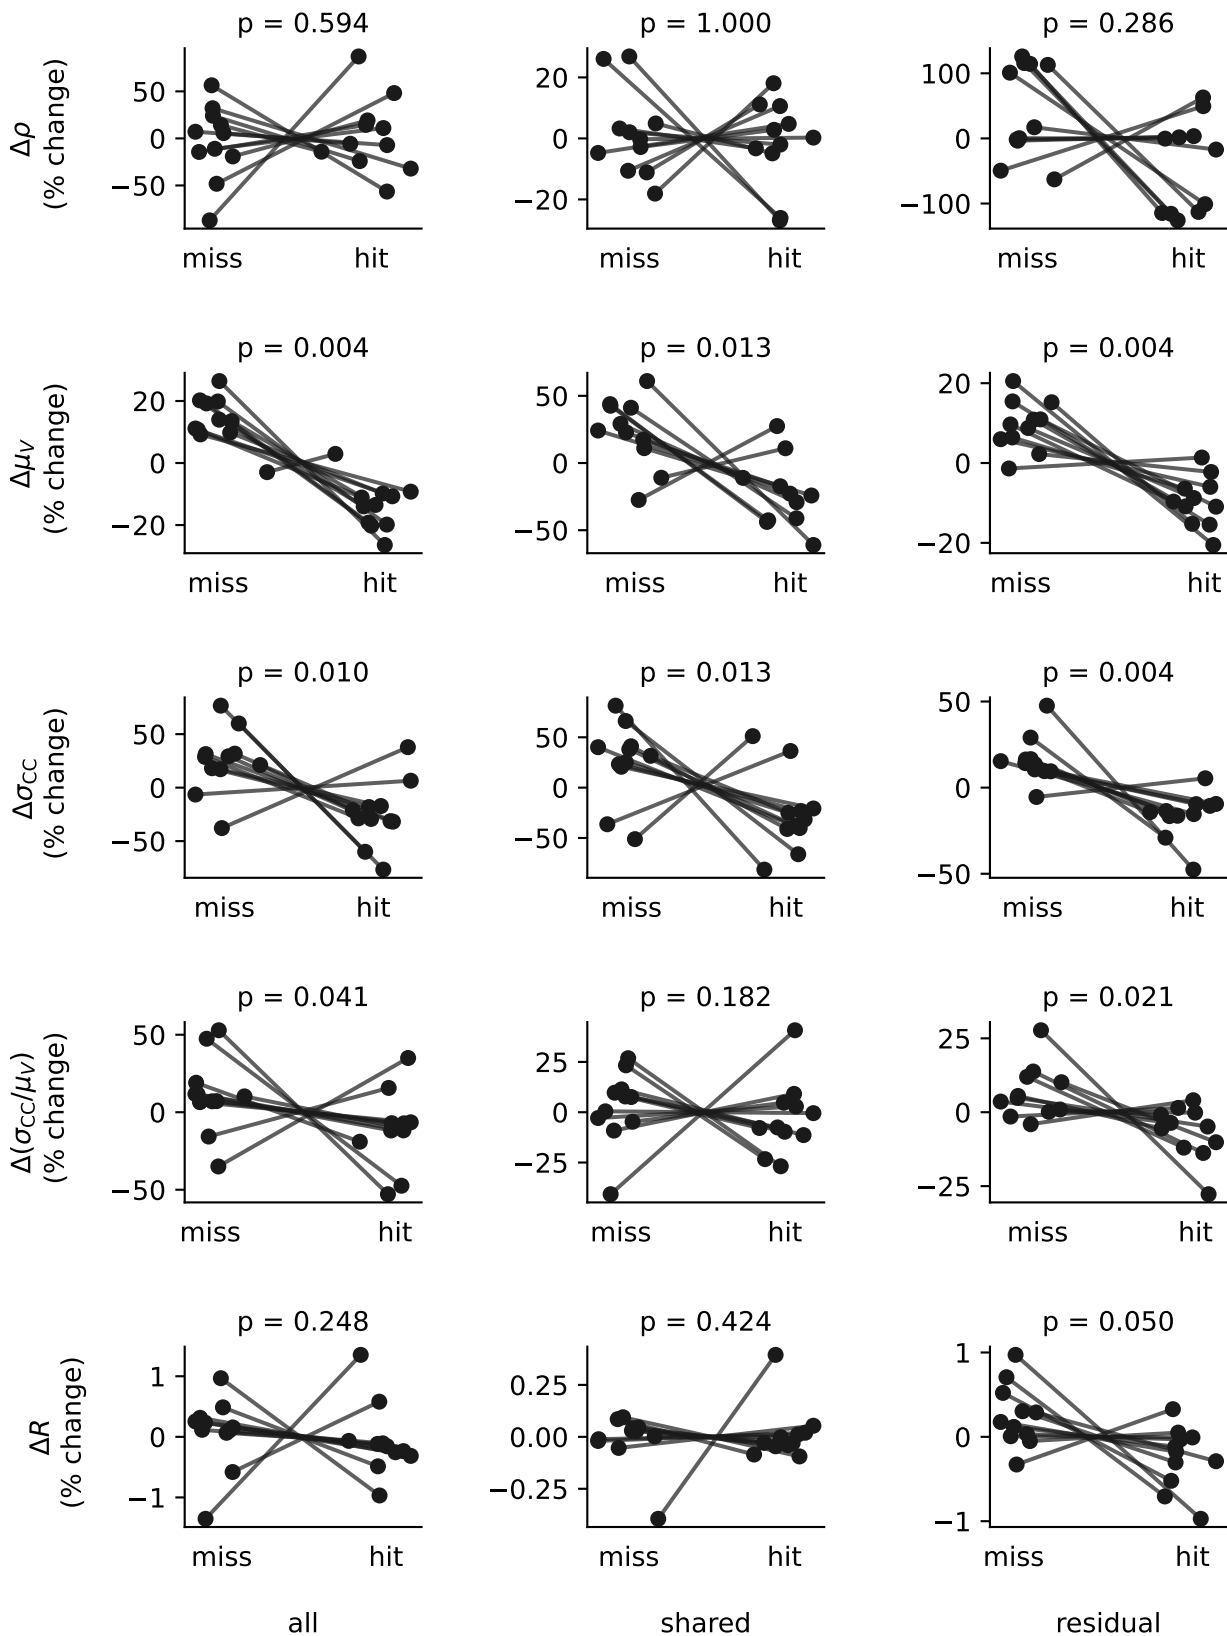 p = 0.594 p = 1.000 p = 0.286
Δρ
(% change)
50
0
−50
20
0
−20
100
0
−100
miss hit miss hit miss hit
p = 0.004 p = 0.013 p = 0.004
Δμ_V
(% change)
20
0
−20
50
0
−50
20
0
−20
miss hit miss hit miss hit
p = 0.010 p = 0.013 p = 0.004
Δσ_CC
(% change)
50
0
−50
50
0
−50
50
0
−50
miss hit miss hit miss hit
p = 0.041 p = 0.182 p = 0.021
Δ(σ_CC/μ_V)
(% change)
50
0
−50
25
0
−25
25
0
−25
miss hit miss hit miss hit
p = 0.248 p = 0.424 p = 0.050
ΔR
(% change)
1
0
−1
0.25
0.00
−0.25
1
0
−1
miss hit miss hit miss hit
all shared residual